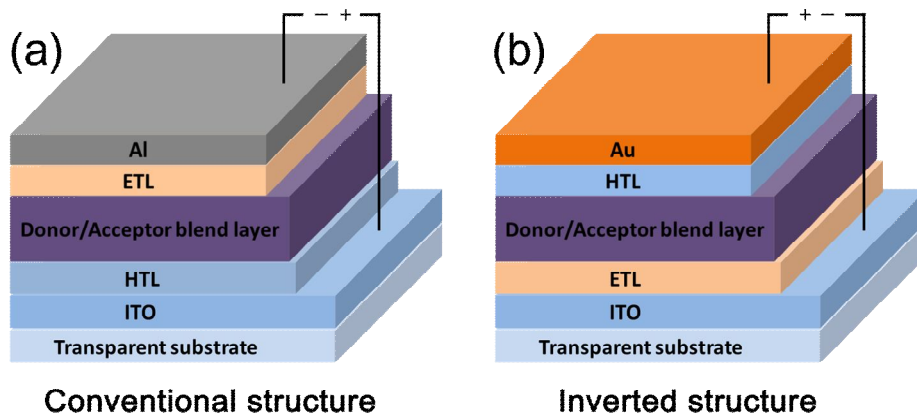 (a)
− +
Al
ETL
Donor/Acceptor blend layer
HTL
ITO
Transparent substrate
Conventional structure
(b)
+ −
Au
HTL
Donor/Acceptor blend layer
ETL
ITO
Transparent substrate
Inverted structure